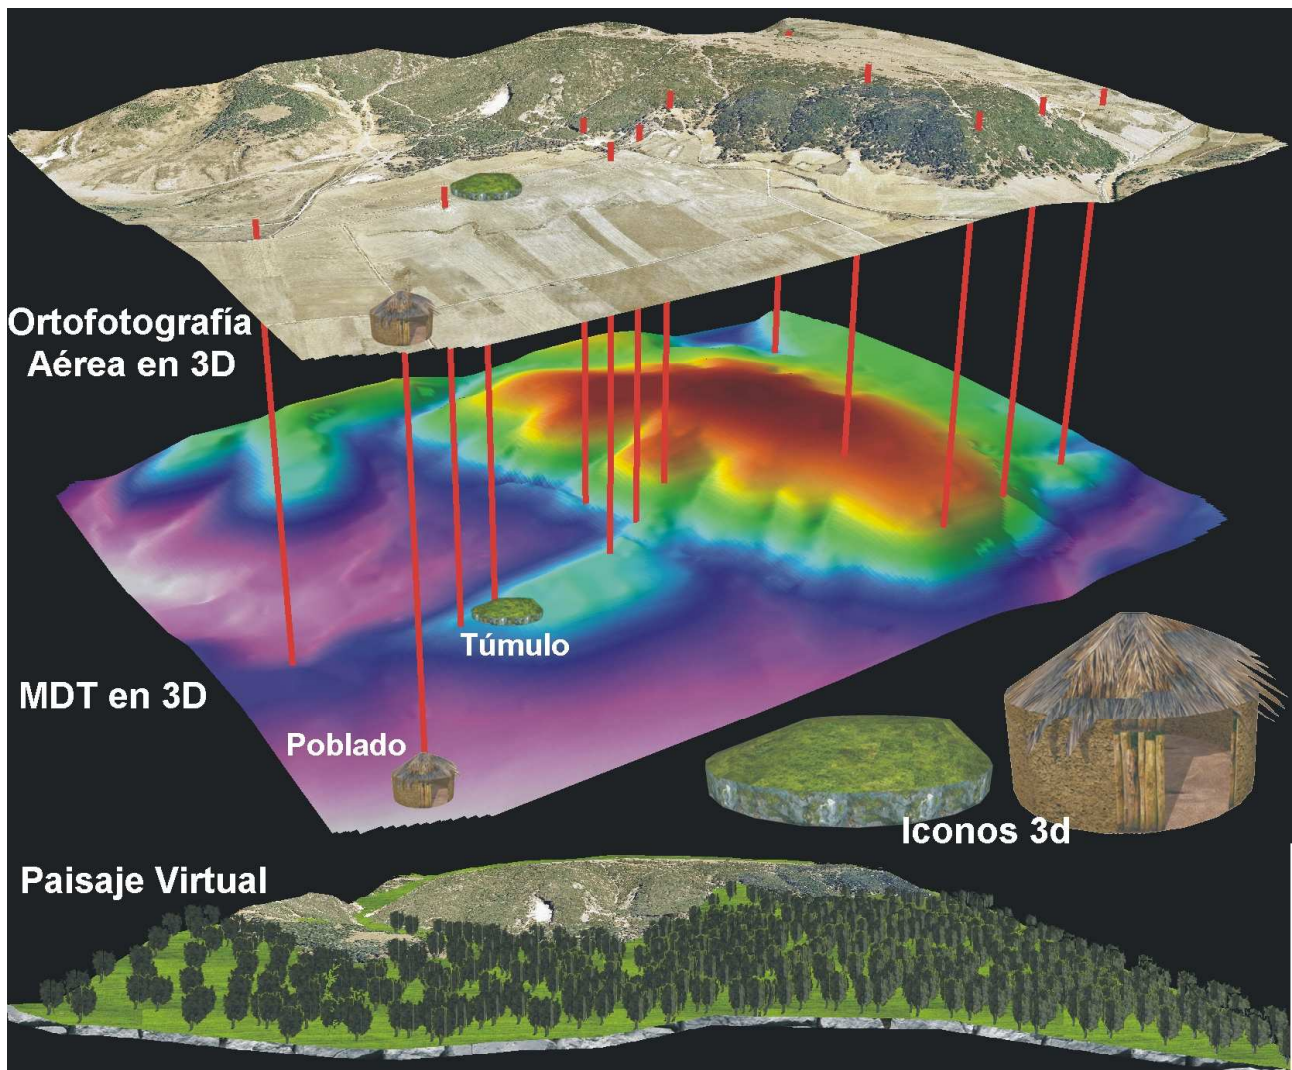 Ortofotografía
Aérea en 3D
Túmulo
MDT en 3D
Poblado
Iconos 3d
Paisaje Virtual